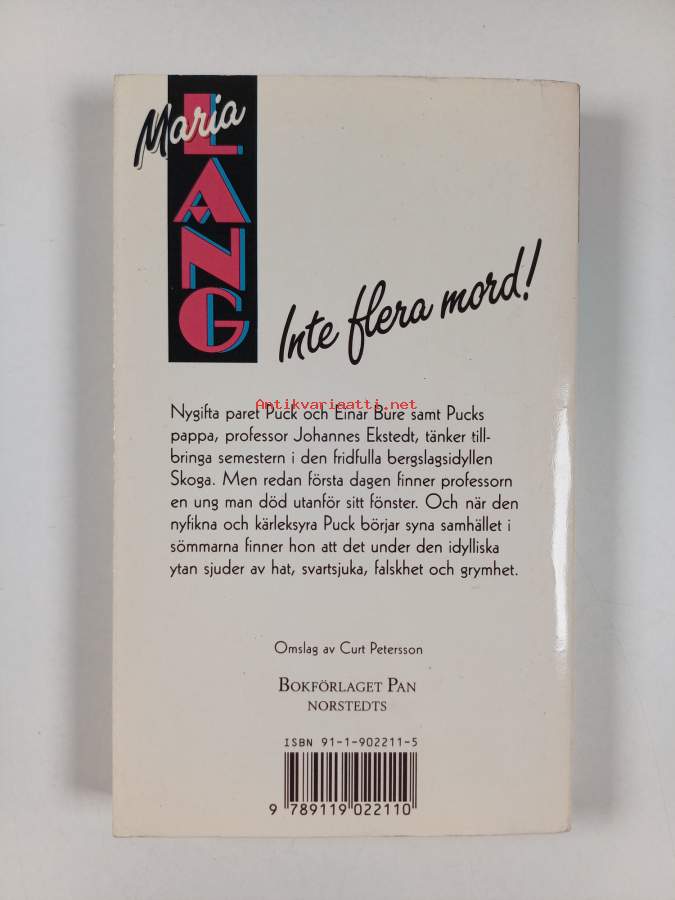 Maria
LANG
Inte flera mord!
Antikvariaatti.net
Nygifta paret Puck och Einar Bure samt Pucks
pappa, professor Johannes Ekstedt, tänker till-
bringa semestern i den fridfulla bergslagsidyllen
Skoga. Men redan första dagen finner professorn
en ung man död utanför sitt fönster. Och när den
nyfikna och kärleksyra Puck börjar syna samhället i
sömmarna finner hon att det under den idylliska
ytan sjuder av hat, svartsjuka, falskhet och grymhet.
Omslag av Curt Petersson
BOKFÖRLAGET PAN
NORSTEDTS
ISBN 91-1-902211-5
9 789119 022110